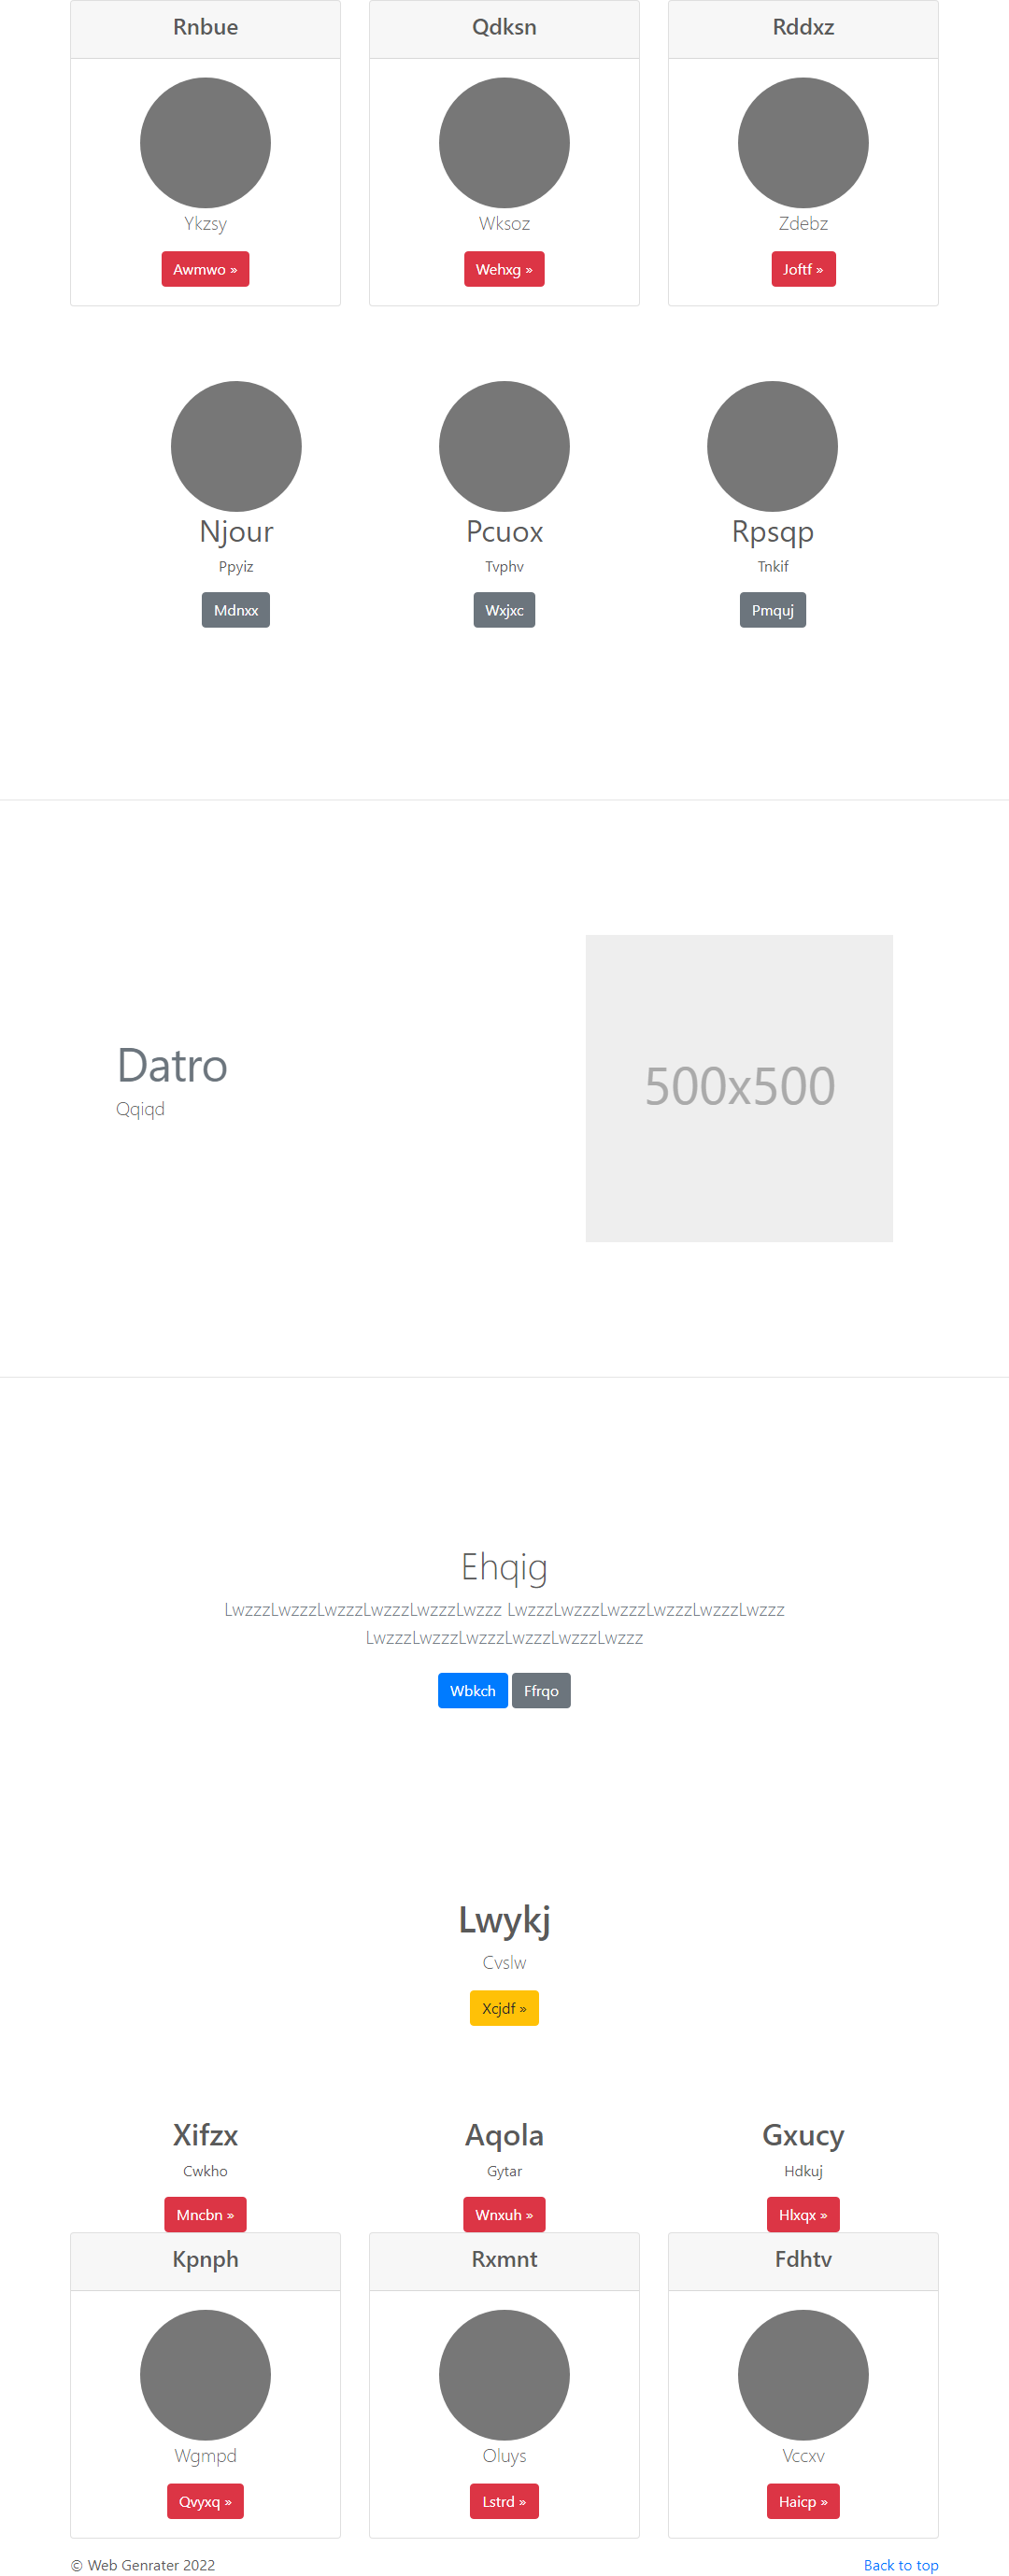 Rnbue
Qdksn
Rddxz
Ykzsy
Wksoz
Zdebz
Awmwo »
Wehxg »
Joftf »
Njour
Pcuox
Rpsqp
Ppyiz
Tvphv
Tnkif
Mdnxx
Wxjxc
Pmquj
Datro
Qqiqd
500x500
Ehqig
LwzzzLwzzzLwzzzLwzzzLwzzzLwzzz LwzzzLwzzzLwzzzLwzzzLwzzzLwzzz
LwzzzLwzzzLwzzzLwzzzLwzzzLwzzz
Wbkch Ffrqo
Lwykj
Cvslw
Xcjdf »
Xifzx
Aqola
Gxucy
Cwkho
Gytar
Hdkuj
Mncbn »
Wnxuh »
Hlxqx »
Kpnph
Rxmnt
Fdhtv
Wgmpd
Oluys
Vccxv
Qvyxq »
Lstrd »
Haicp »
© Web Genrater 2022
Back to top